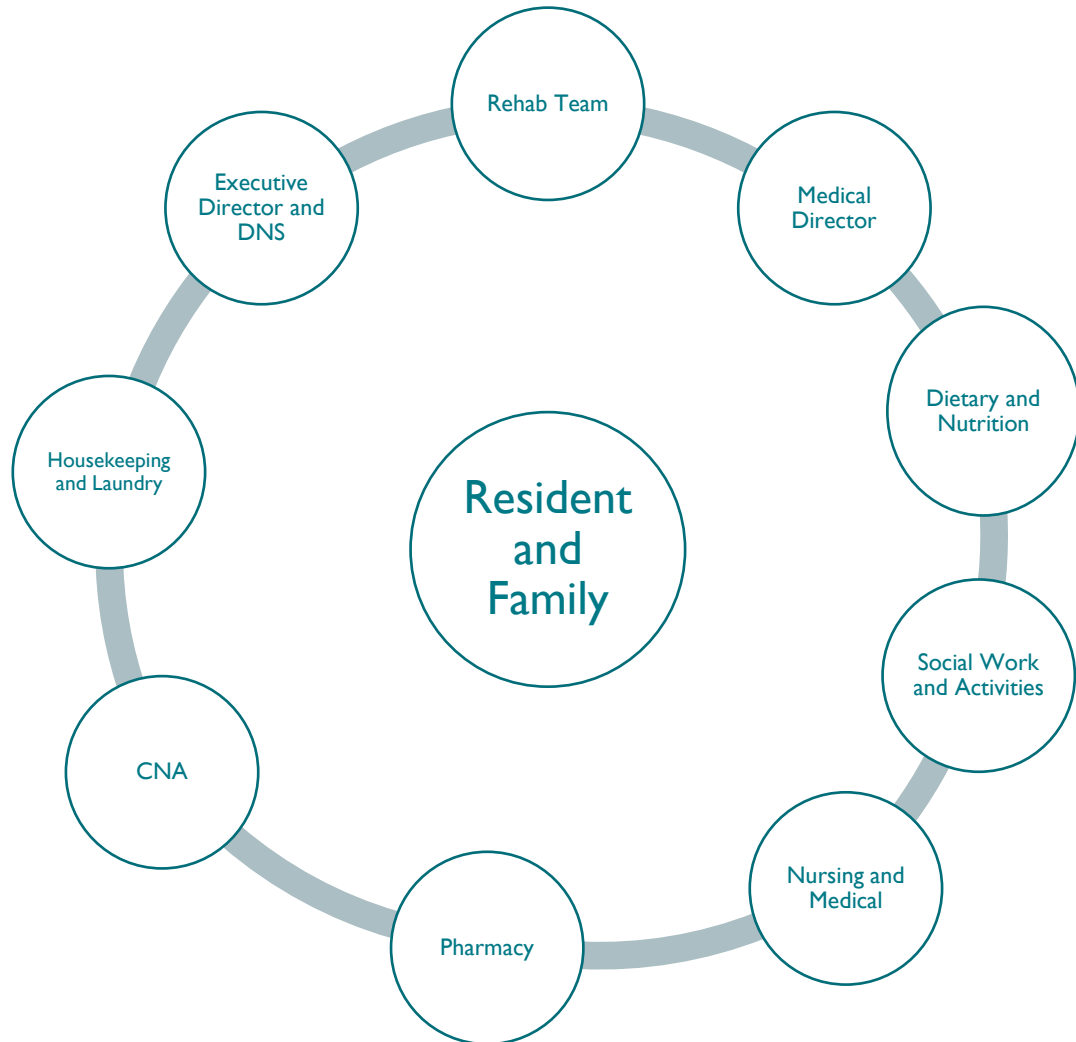 Rehab Team
Medical
Director
Dietary and
Nutrition
Social Work
and Activities
Nursing and
Medical
Pharmacy
CNA
Housekeeping
and Laundry
Executive
Director and
DNS
Resident
and
Family